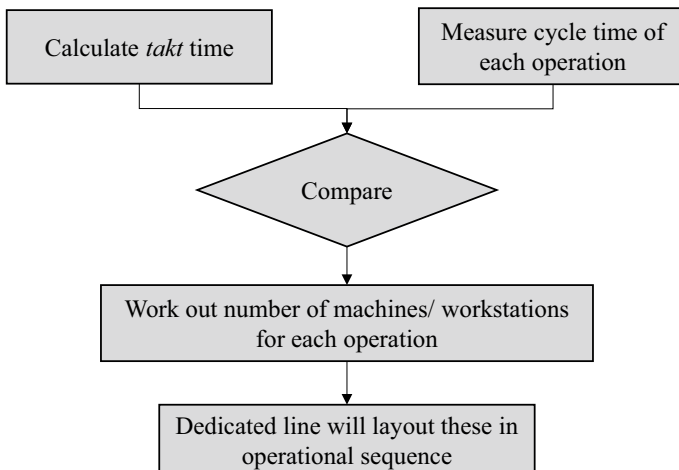 Calculate takt time
Measure cycle time of
each operation
Compare
Work out number of machines/ workstations
for each operation
Dedicated line will layout these in
operational sequence